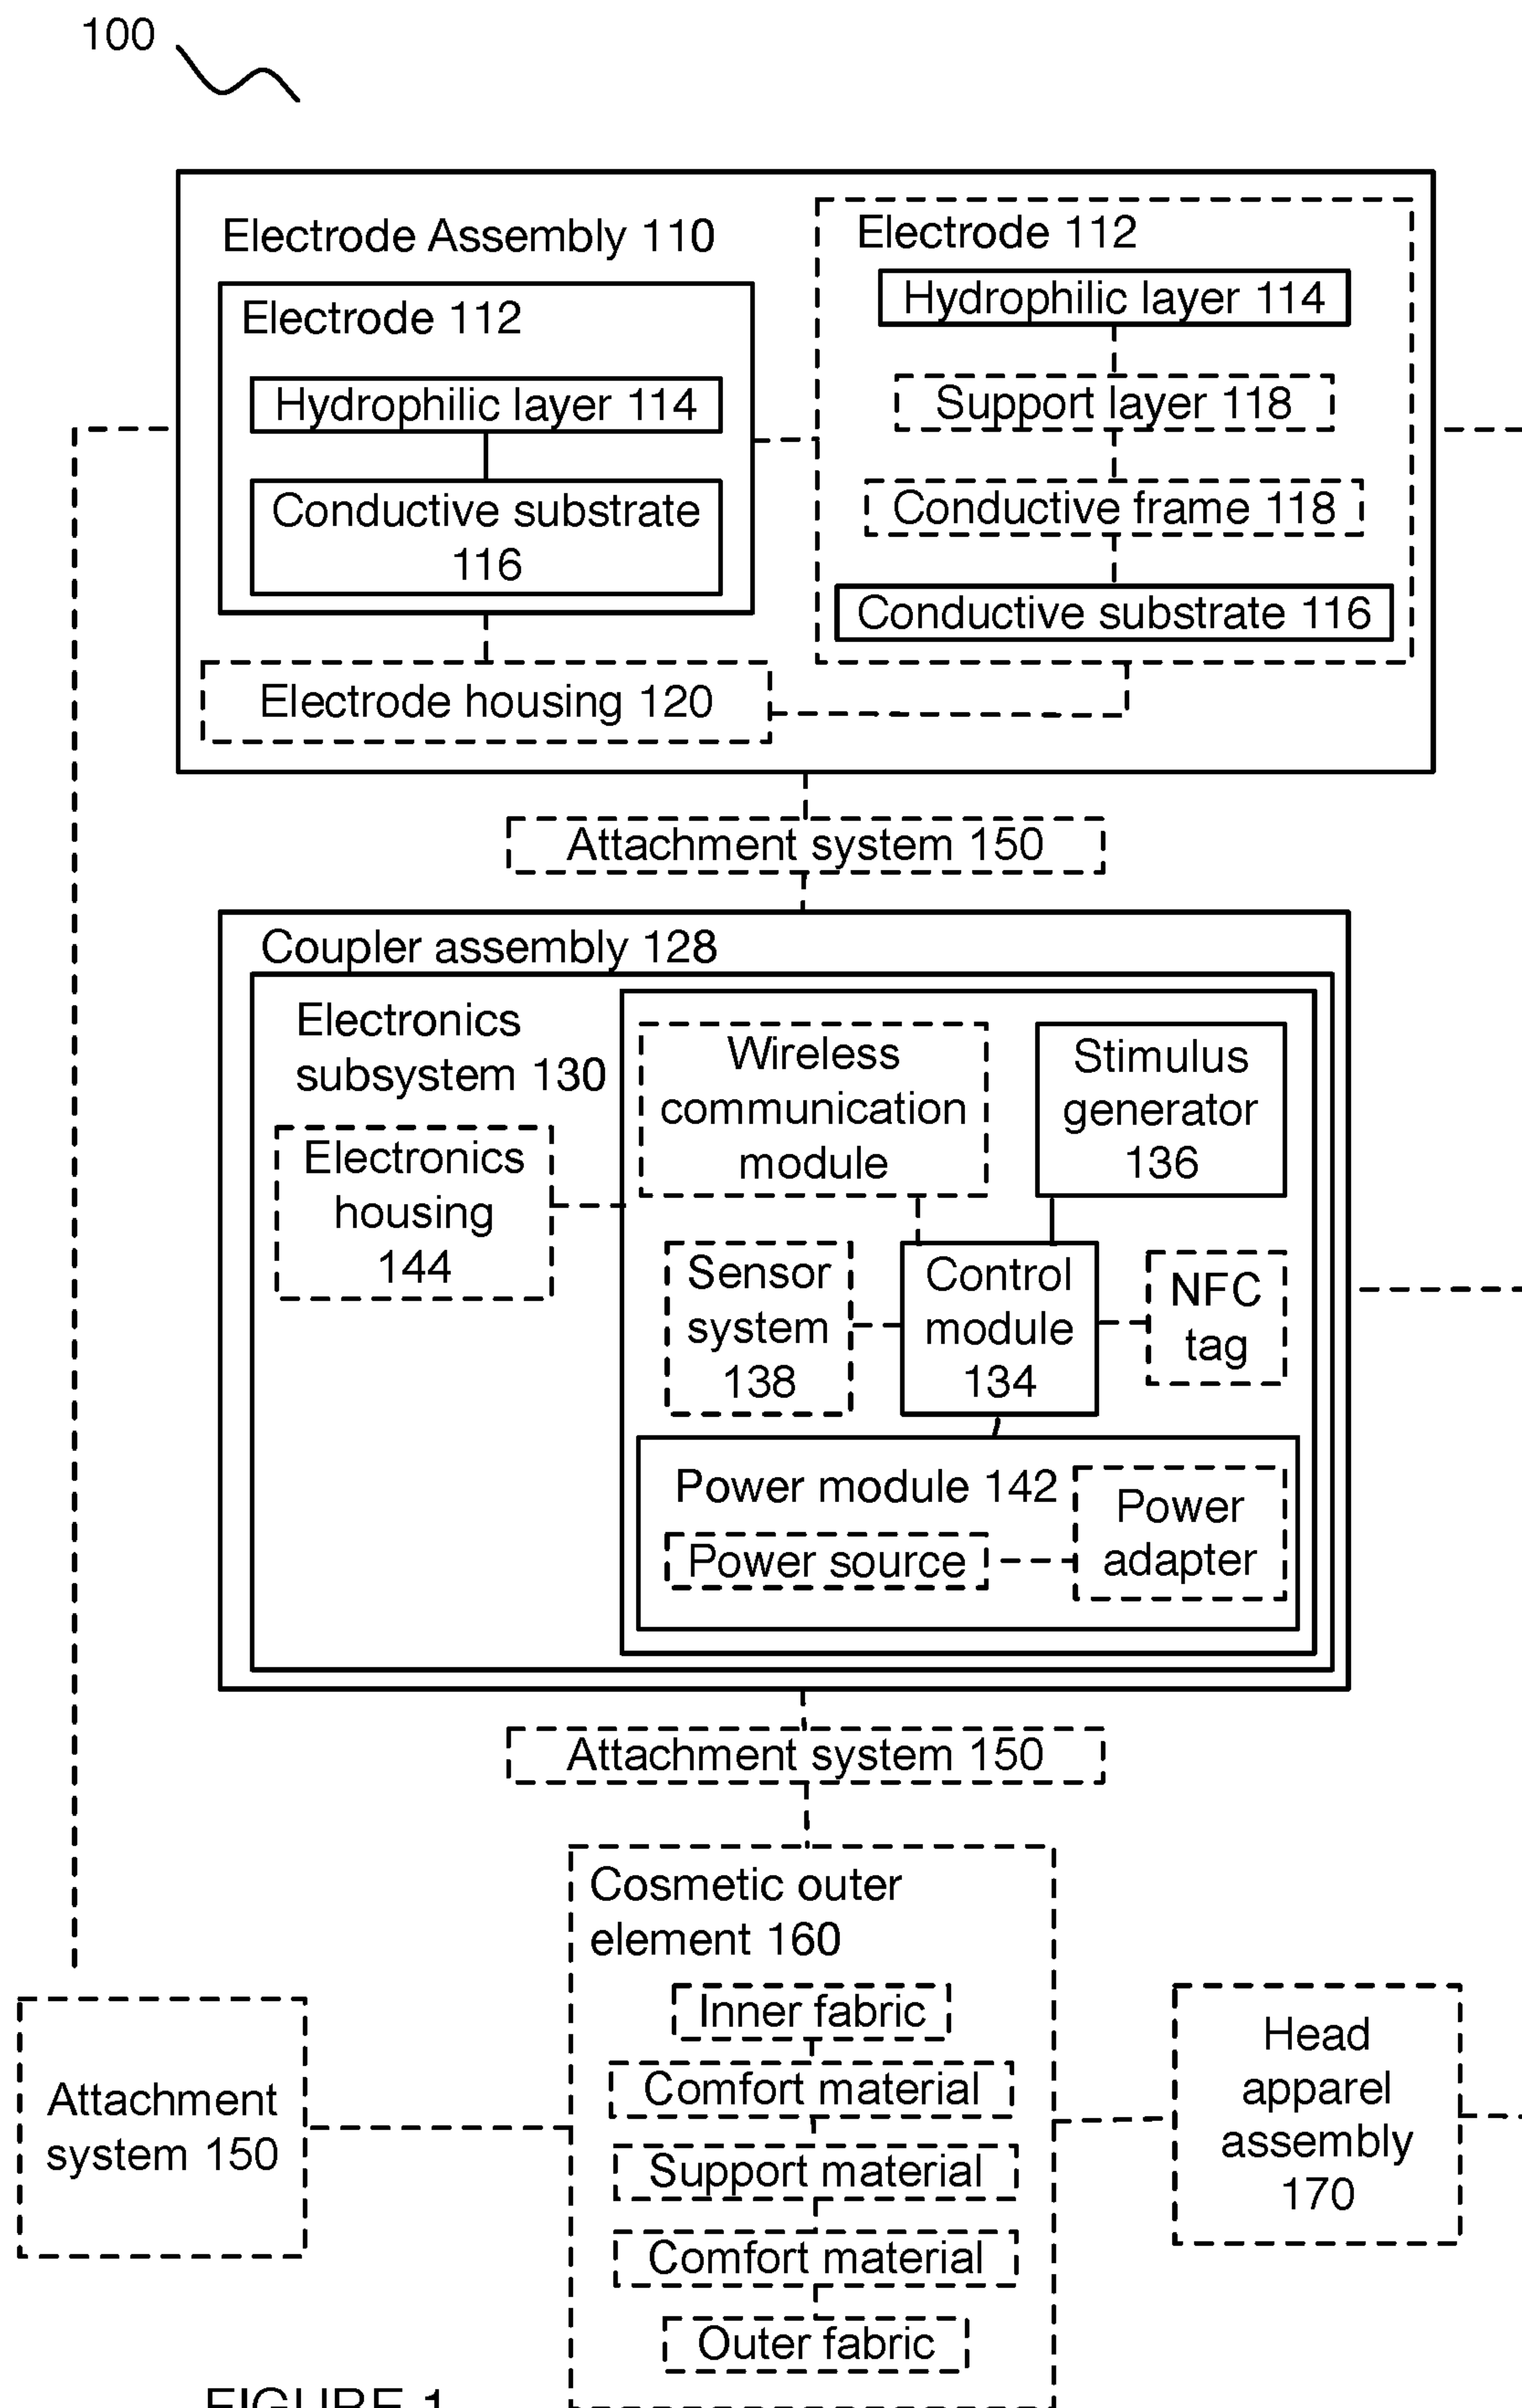 100
Electrode Assembly 110
Electrode 112
Hydrophilic layer 114
Conductive substrate
116
Electrode 112
Hydrophilic layer 114
Support layer 118
Conductive frame 118
Conductive substrate 116
Electrode housing 120
Attachment system 150
Coupler assembly 128
Electronics
subsystem 130
Electronics
housing
144
Wireless
communication
module
Stimulus
generator
136
Sensor
system
138
Control
module
134
NFC
tag
Power module 142
Power source
Power
adapter
Attachment system 150
Cosmetic outer
element 160
Inner fabric
Comfort material
Support material
Comfort material
Outer fabric
Attachment
system 150
Head
apparel
assembly
170
FIGURE 1